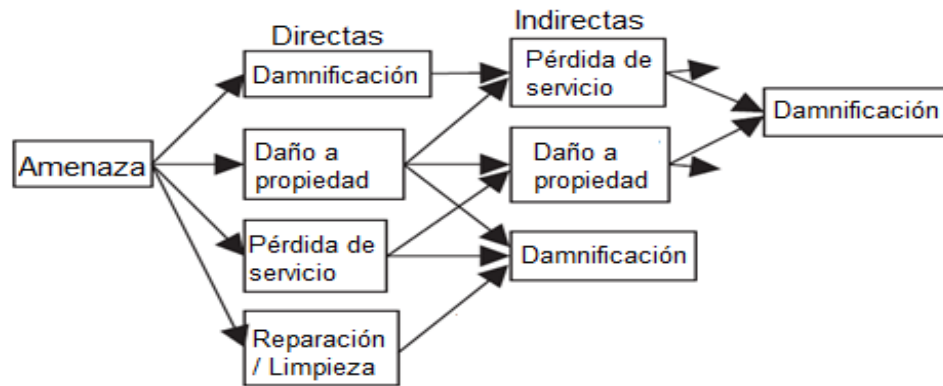 Directas
Indirectas
Amenaza
Damnificación
Daño a
propiedad
Pérdida de
servicio
Reparación
/ Limpieza
Pérdida de
servicio
Daño a
propiedad
Damnificación
Damnificación